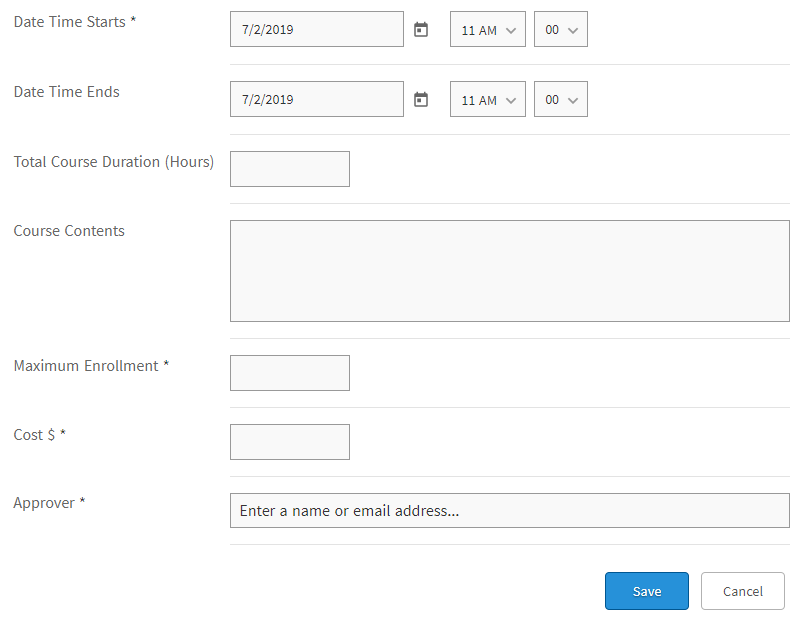 Date Time Starts * 7/2/2019 11 AM 00
Date Time Ends 7/2/2019 11 AM 00
Total Course Duration (Hours)
Course Contents
Maximum Enrollment *
Cost $ *
Approver * Enter a name or email address...
Save Cancel